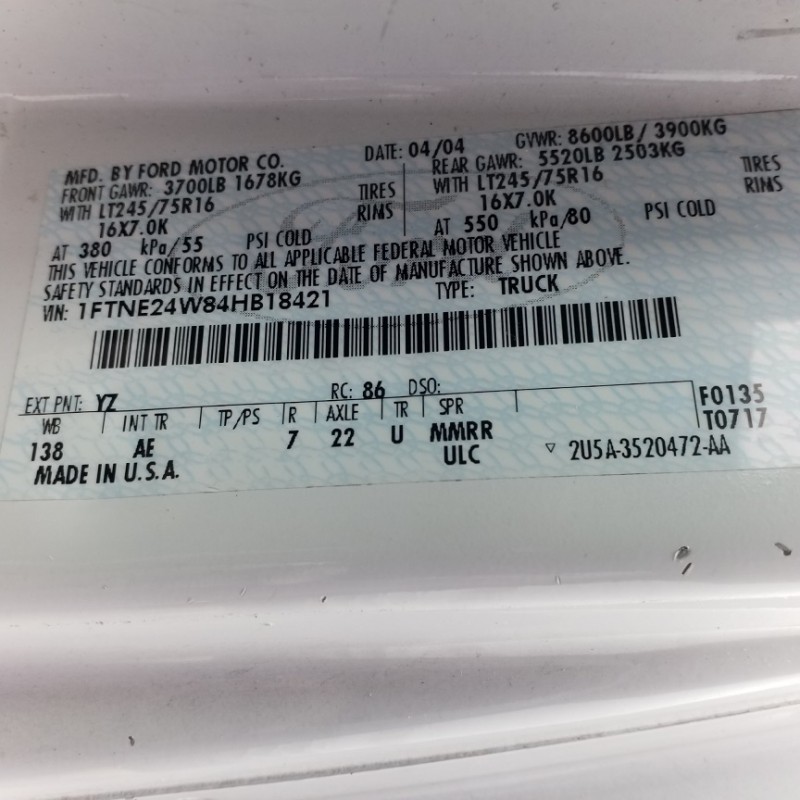 MFD. BY FORD MOTOR CO. DATE: 04/04 GVWR: 8600LB / 3900KG
FRONT GAWR: 3700LB 1678KG REAR GAWR: 5520LB 2503KG
WITH LT245/75R16 TIRES WITH LT245/75R16 TIRES
16X7.0K RIMS 16X7.0K RIMS
AT 380 kPa/55 PSI COLD AT 550 kPa/80 PSI COLD
THIS VEHICLE CONFORMS TO ALL APPLICABLE FEDERAL MOTOR VEHICLE
SAFETY STANDARDS IN EFFECT ON THE DATE OF MANUFACTURE SHOWN ABOVE.
VIN: 1FTNE24W84HB18421 TYPE: TRUCK
EXT PNT: YZ RC: 86 DSO: F0135
WB INT TR TP/PS R AXLE TR SPR T0717
138 AE 7 22 U MMRR
ULC ▽ 2U5A-3520472-AA
MADE IN U.S.A.